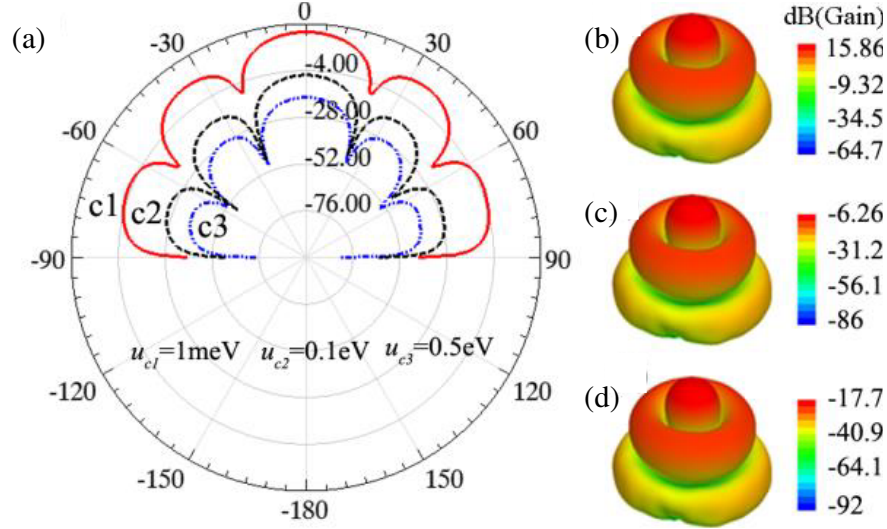 (a)
0
-30
30
-60
60
-90
90
-120
120
-150
150
-180
-4.00
-28.00
-52.00
-76.00
c1
c2
c3
u_c1=1meV
u_c2=0.1eV
u_c3=0.5eV
(b)
dB(Gain)
15.86
-9.32
-34.5
-64.7
(c)
-6.26
-31.2
-56.1
-86
(d)
-17.7
-40.9
-64.1
-92